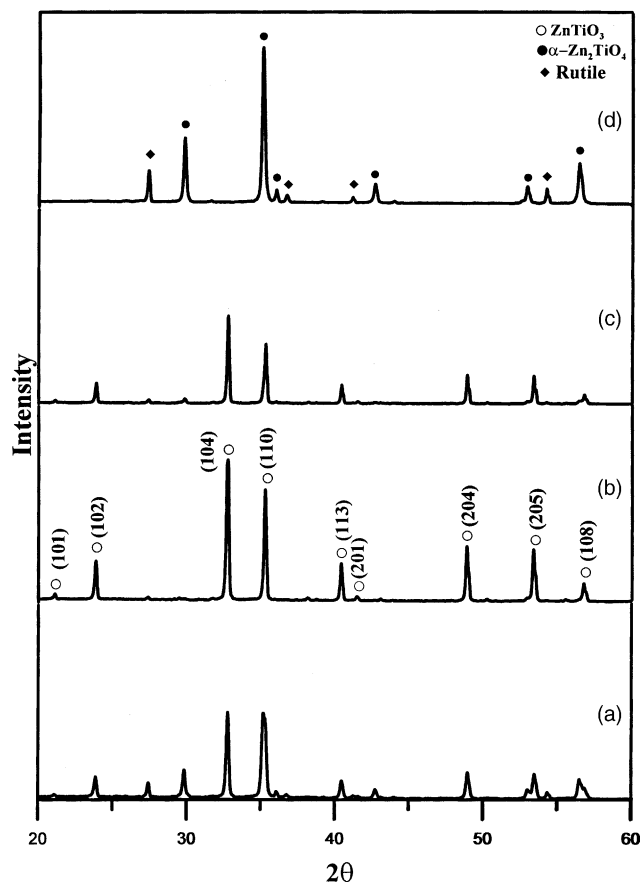 ○ ZnTiO₃
●α−Zn₂TiO₄
◆ Rutile
(d)
(c)
Intensity
(104)
(110)
(b)
(101)
(102)
(113)
(201)
(204)
(205)
(108)
(a)
20
30
40
50
60
2θ